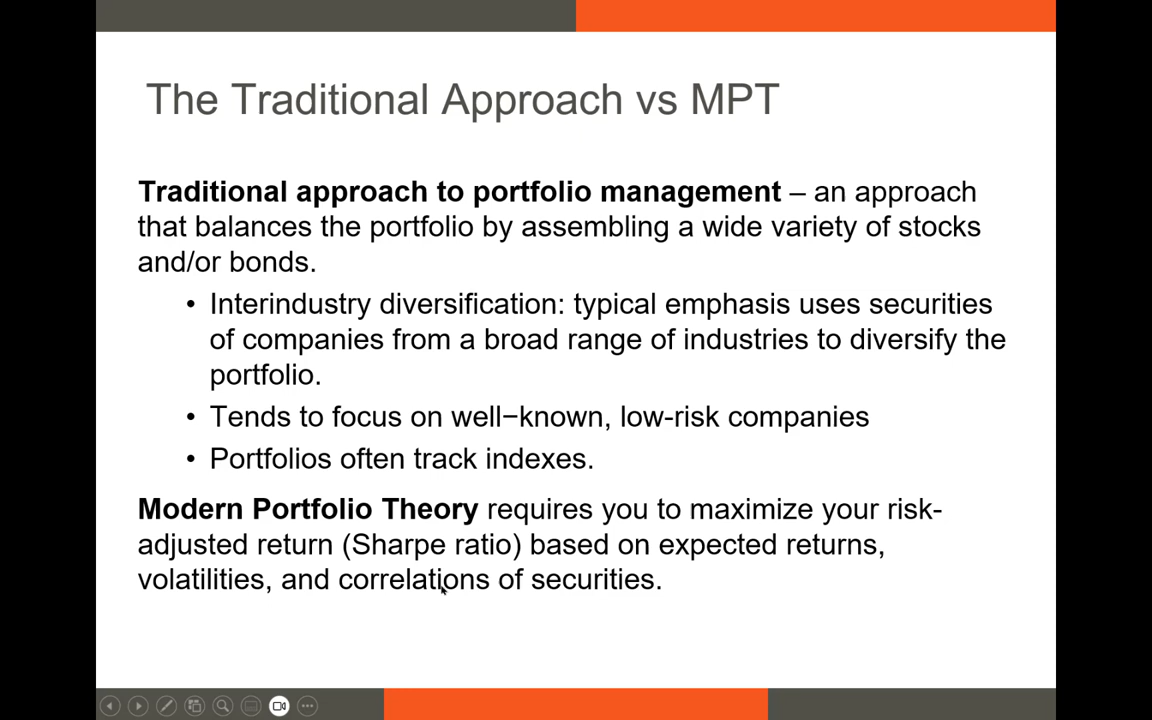 The Traditional Approach vs MPT
Traditional approach to portfolio management – an approach
that balances the portfolio by assembling a wide variety of stocks
and/or bonds.
• Interindustry diversification: typical emphasis uses securities
of companies from a broad range of industries to diversify the
portfolio.
• Tends to focus on well−known, low-risk companies
• Portfolios often track indexes.
Modern Portfolio Theory requires you to maximize your risk-
adjusted return (Sharpe ratio) based on expected returns,
volatilities, and correlations of securities.